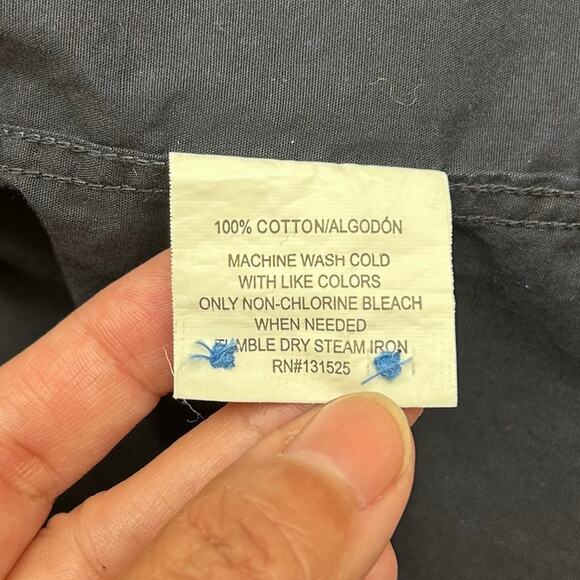 100% COTTON/ALGODÓN
MACHINE WASH COLD
WITH LIKE COLORS
ONLY NON-CHLORINE BLEACH
WHEN NEEDED
TUMBLE DRY STEAM IRON
RN#131525